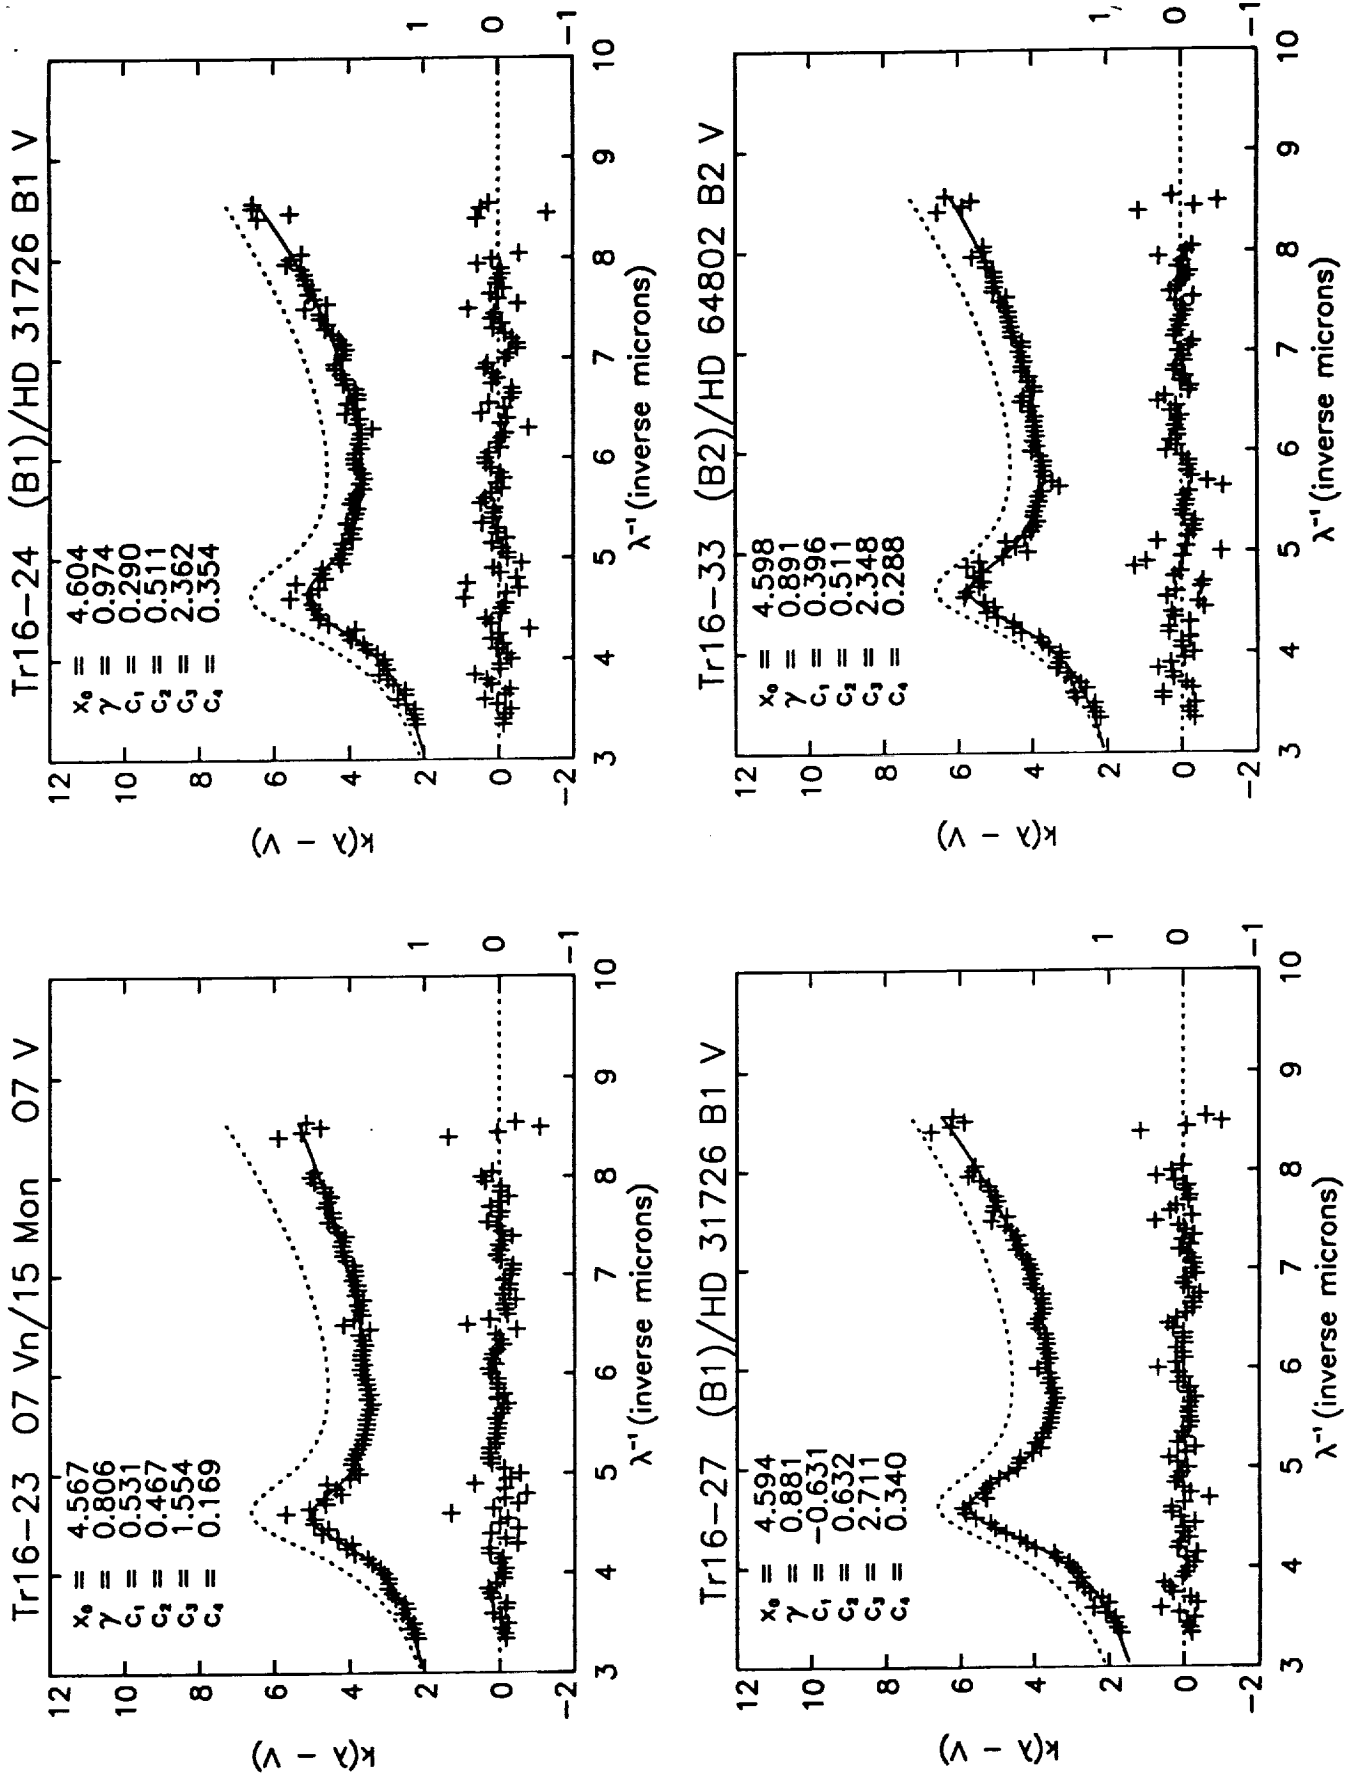 Tr16-23 O7 Vn/15 Mon O7 V
x₀ = 4.567
γ = 0.806
c₁ = 0.531
c₂ = 0.467
c₃ = 1.554
c₄ = 0.169
12
10
8
6
4
2
0
-2
k(λ - V)
1
0
-1
3 4 5 6 7 8 9 10
λ⁻¹ (inverse microns)
Tr16-24 (B1)/HD 31726 B1 V
x₀ = 4.604
γ = 0.974
c₁ = 0.290
c₂ = 0.511
c₃ = 2.362
c₄ = 0.354
12
10
8
6
4
2
0
-2
k(λ - V)
1
0
-1
3 4 5 6 7 8 9 10
λ⁻¹ (inverse microns)
Tr16-27 (B1)/HD 31726 B1 V
x₀ = 4.594
γ = 0.881
c₁ = -0.631
c₂ = 0.632
c₃ = 2.711
c₄ = 0.340
12
10
8
6
4
2
0
-2
k(λ - V)
1
0
-1
3 4 5 6 7 8 9 10
λ⁻¹ (inverse microns)
Tr16-33 (B2)/HD 64802 B2 V
x₀ = 4.598
γ = 0.891
c₁ = 0.396
c₂ = 0.511
c₃ = 2.348
c₄ = 0.288
12
10
8
6
4
2
0
-2
k(λ - V)
1
0
-1
3 4 5 6 7 8 9 10
λ⁻¹ (inverse microns)